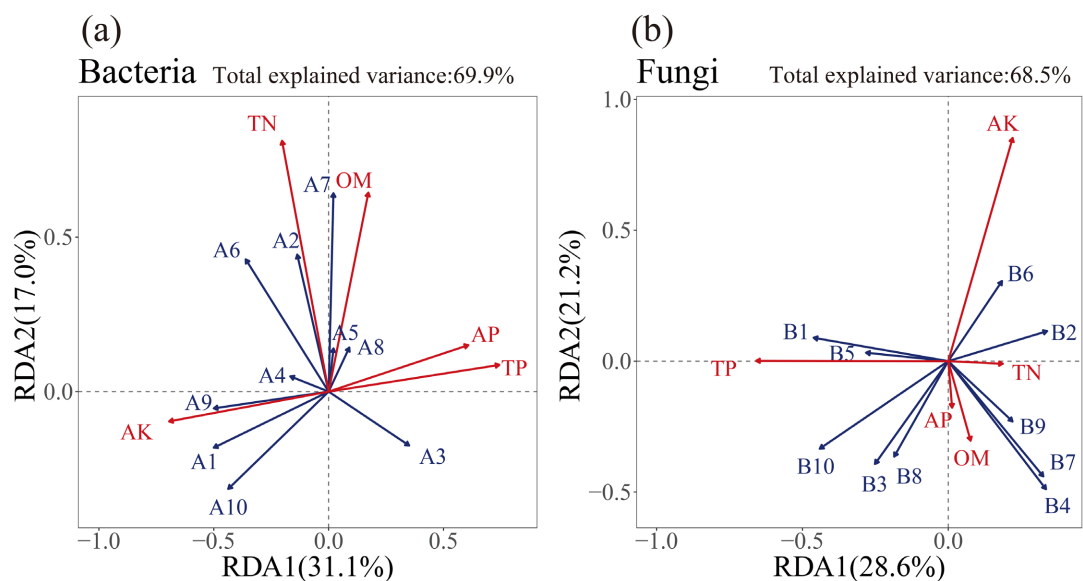 (a)
Bacteria Total explained variance:69.9%
TN
A7 OM
A2
A6
A5
A8
AP
TP
A4
A9
AK
A1
A3
A10
0.5
0.0
RDA2(17.0%)
−1.0 −0.5 0.0 0.5
RDA1(31.1%)
(b)
Fungi Total explained variance:68.5%
1.0
0.5
0.0
−0.5
RDA2(21.2%)
AK
B6
B1
B2
B5
TP
TN
AP
B9
OM
B10
B3
B8
B7
B4
−1.0 −0.5 0.0
RDA1(28.6%)